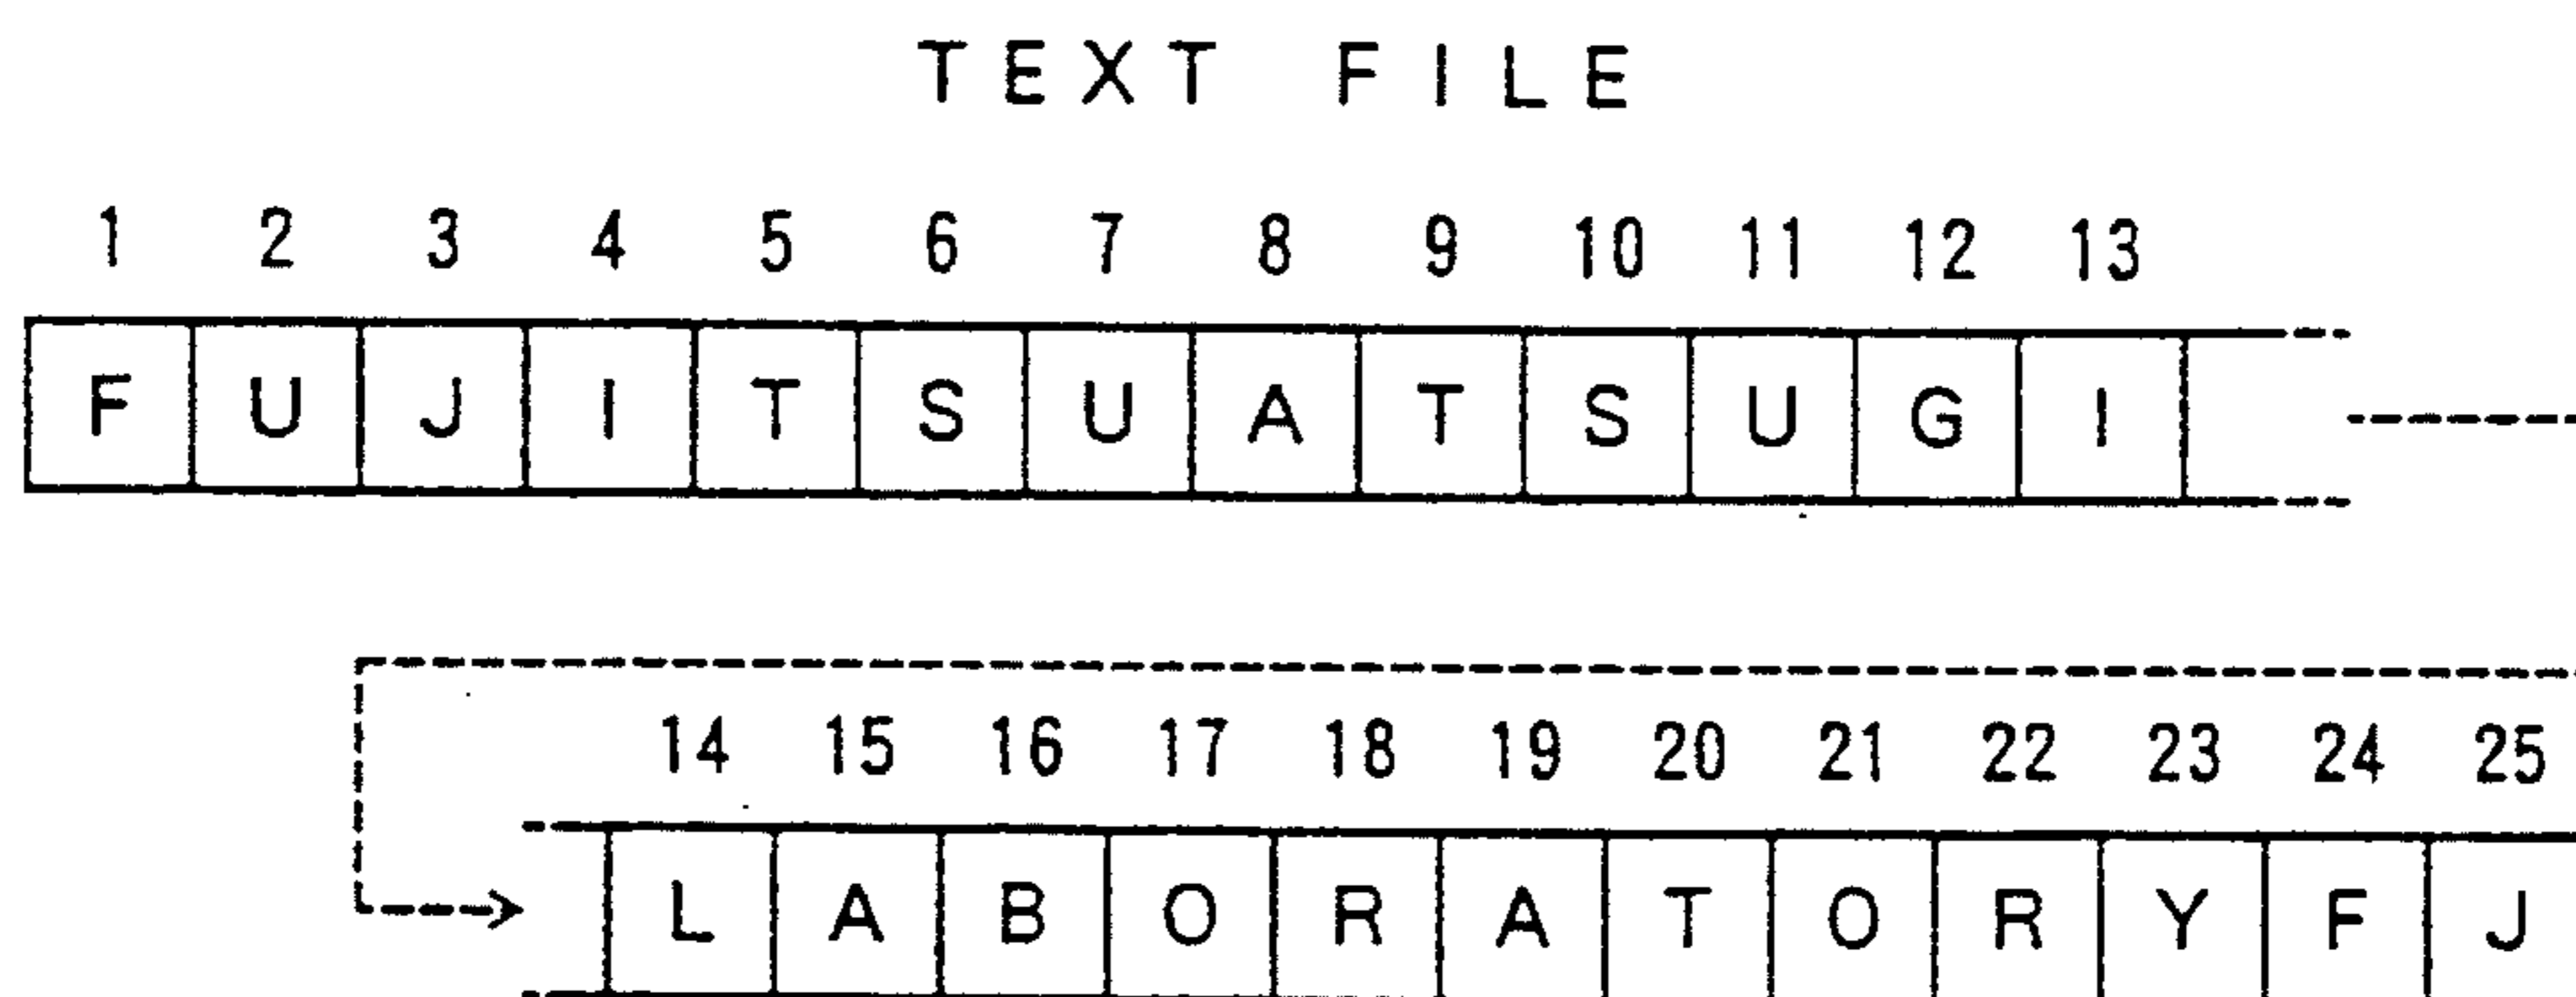 TEXT FILE
1 2 3 4 5 6 7 8 9 10 11 12 13
F U J I T S U A T S U G I
14 15 16 17 18 19 20 21 22 23 24 25
L A B O R A T O R Y F J